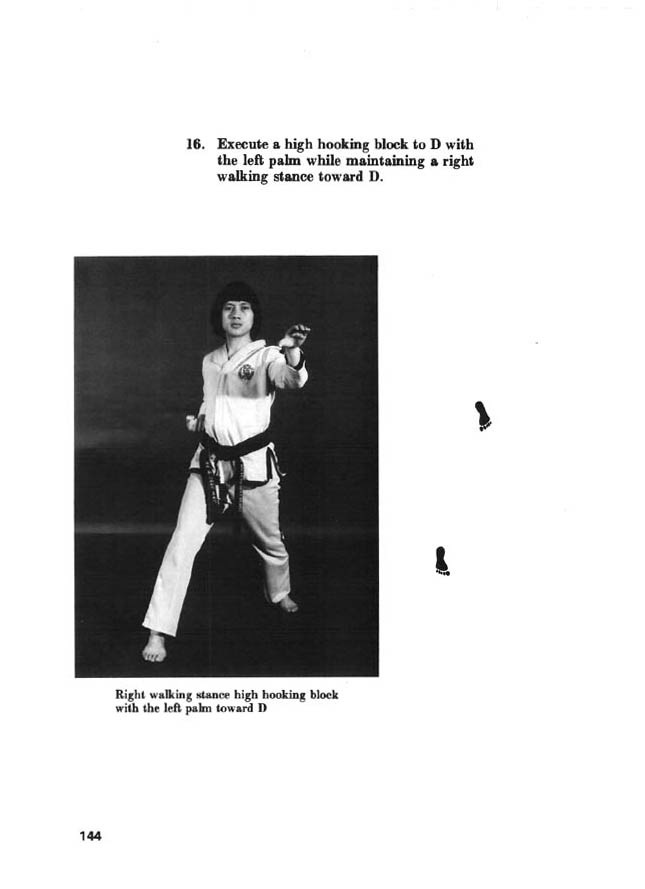 16. Execute a high hooking block to D with
the left palm while maintaining a right
walking stance toward D.
Right walking stance high hooking block
with the left palm toward D
144